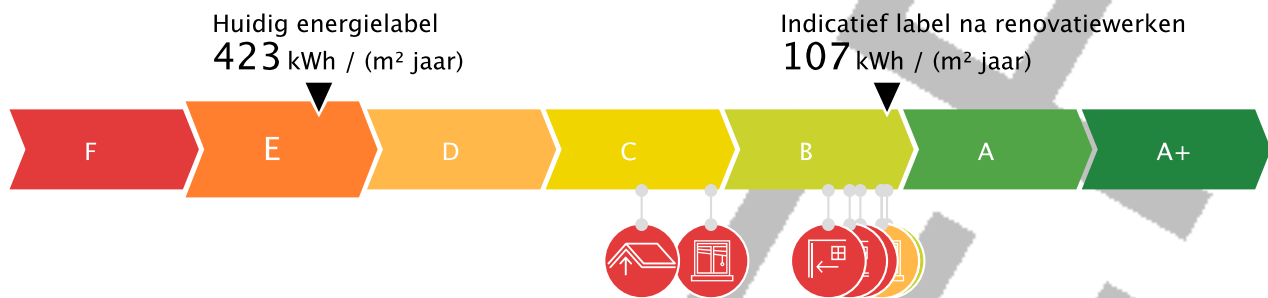 Huidig energielabel
423 kWh / (m² jaar)
Indicatief label na renovatiewerken
107 kWh / (m² jaar)
F
E
D
C
B
A
A+